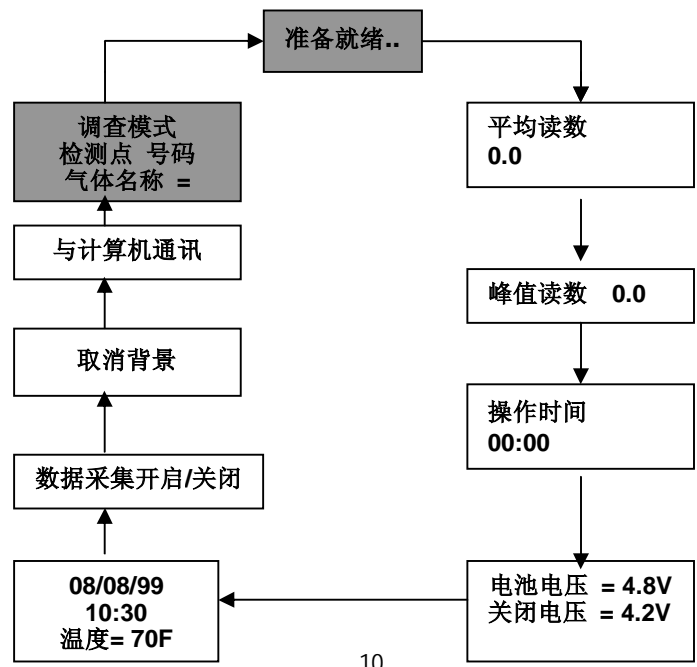 准备就绪..
调查模式
检测点 号码
气体名称 =
平均读数
0.0
与计算机通讯
峰值读数 0.0
取消背景
操作时间
00:00
数据采集开启/关闭
08/08/99
10:30
温度= 70F
电池电压 = 4.8V
关闭电压 = 4.2V
10